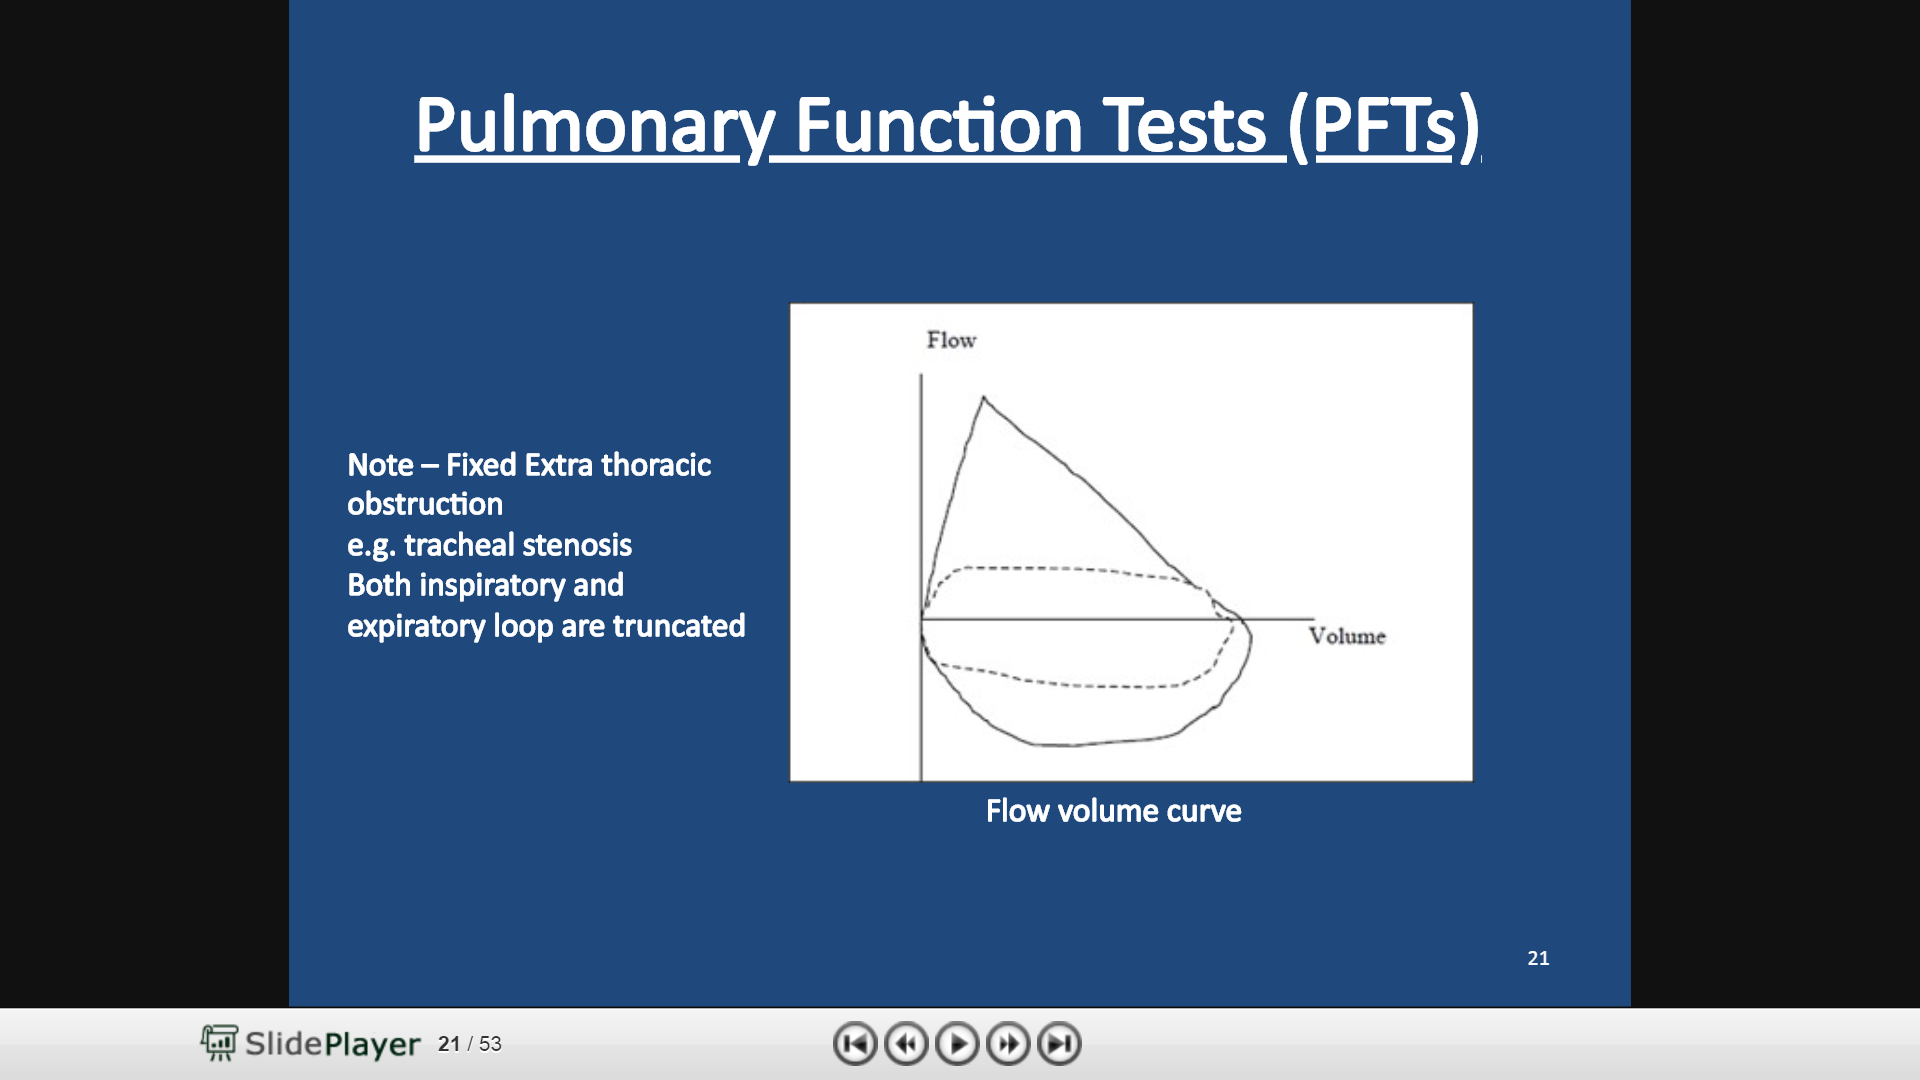 Pulmonary Function Tests (PFTs)
Flow
Note – Fixed Extra thoracic
obstruction
e.g. tracheal stenosis
Both inspiratory and
expiratory loop are truncated
Volume
Flow volume curve
21
SlidePlayer 21 / 53